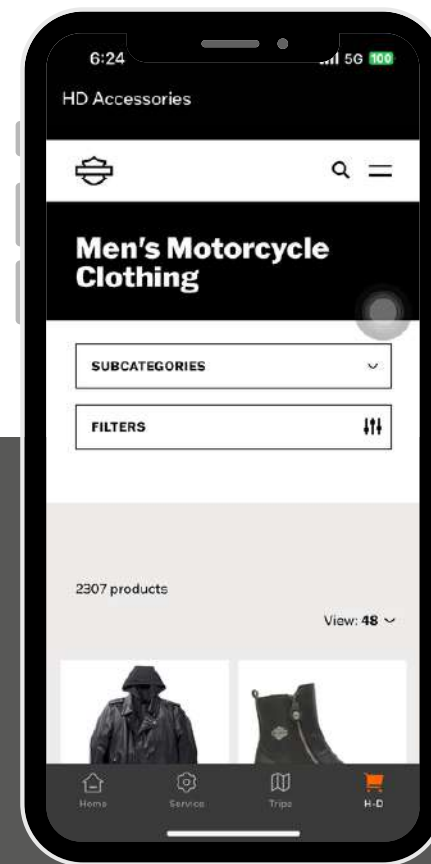 6:24
5G 100
HD Accessories
Men's Motorcycle
Clothing
SUBCATEGORIES
FILTERS
2307 products
View: 48
Home
Service
Trips
H-D